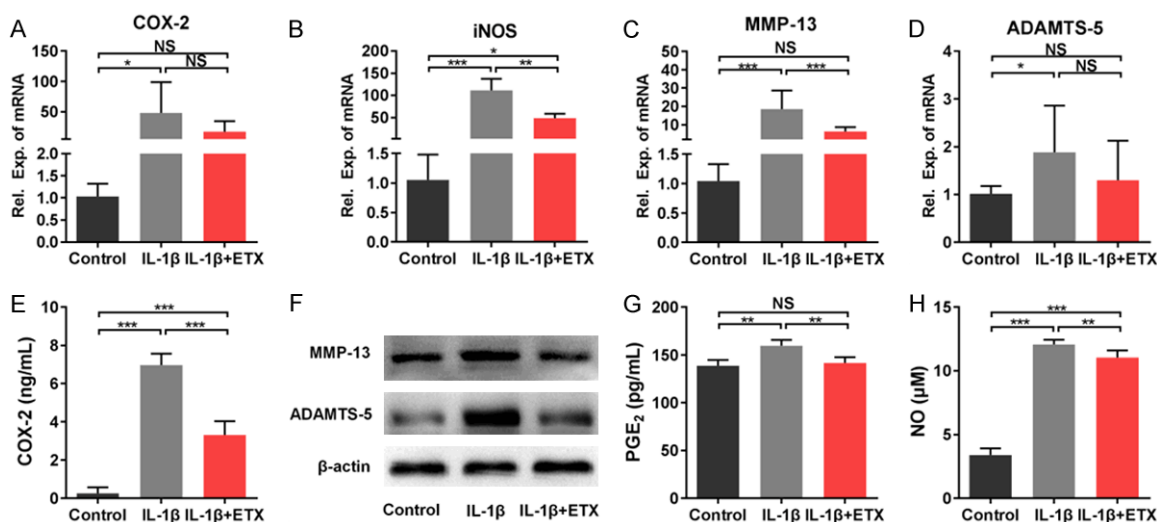 A
COX-2
Rel. Exp. of mRNA
150
100
50
2.0
1.5
1.0
0.5
0.0
NS
*
NS
Control IL-1β IL-1β+ETX
B
iNOS
Rel. Exp. of mRNA
200
150
100
50
1.5
1.0
0.5
0.0
*
***
**
Control IL-1β IL-1β+ETX
C
MMP-13
Rel. Exp. of mRNA
50
40
30
20
10
1.5
1.0
0.5
0.0
NS
***
***
Control IL-1β IL-1β+ETX
D
ADAMTS-5
Rel. Exp. of mRNA
4
3
2
1
0
NS
*
NS
Control IL-1β IL-1β+ETX
E
COX-2 (ng/mL)
9
6
4
2
0
***
***
***
Control IL-1β IL-1β+ETX
F
MMP-13
ADAMTS-5
β-actin
Control IL-1β IL-1β+ETX
G
PGE2 (pg/mL)
200
150
100
50
0
NS
**
**
Control IL-1β IL-1β+ETX
H
NO (μM)
15
10
5
0
***
***
**
Control IL-1β IL-1β+ETX